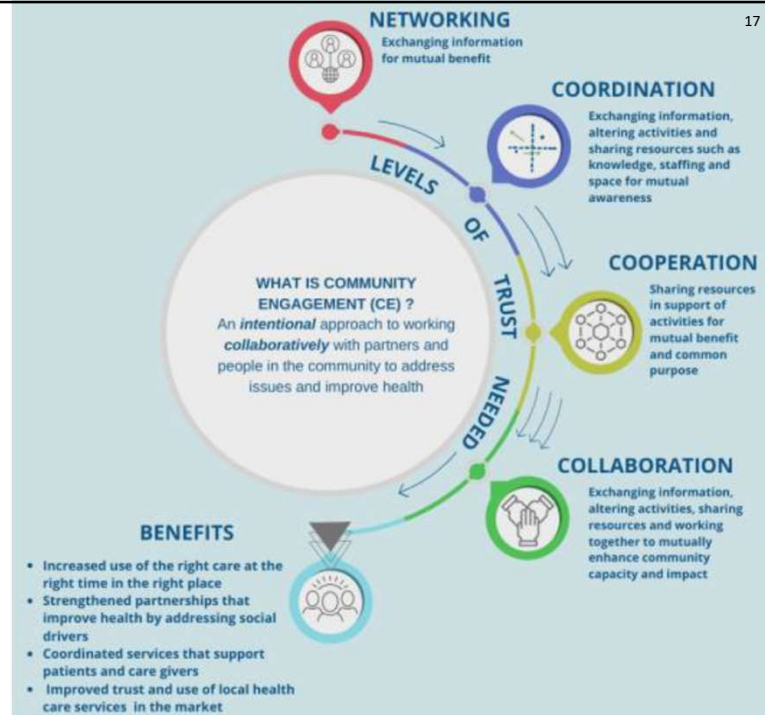 17
NETWORKING
Exchanging information
for mutual benefit
COORDINATION
Exchanging information,
altering activities and
sharing resources such as
knowledge, staffing and
space for mutual
awareness
LEVELS OF TRUST NEEDED
COOPERATION
Sharing resources
in support of
activities for
mutual benefit
and common
purpose
WHAT IS COMMUNITY
ENGAGEMENT (CE) ?
An intentional approach to working
collaboratively with partners and
people in the community to address
issues and improve health
COLLABORATION
Exchanging information,
altering activities, sharing
resources and working
together to mutually
enhance community
capacity and impact
BENEFITS
• Increased use of the right care at the
right time in the right place
• Strengthened partnerships that
improve health by addressing social
drivers
• Coordinated services that support
patients and care givers
• Improved trust and use of local health
care services in the market